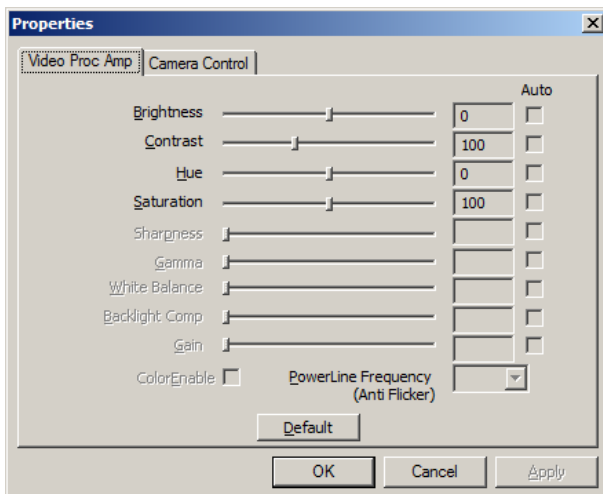 Properties
Video Proc Amp Camera Control
Auto
Brightness 0
Contrast 100
Hue 0
Saturation 100
Sharpness
Gamma
White Balance
Backlight Comp
Gain
ColorEnable PowerLine Frequency
(Anti Flicker)
Default
OK Cancel Apply